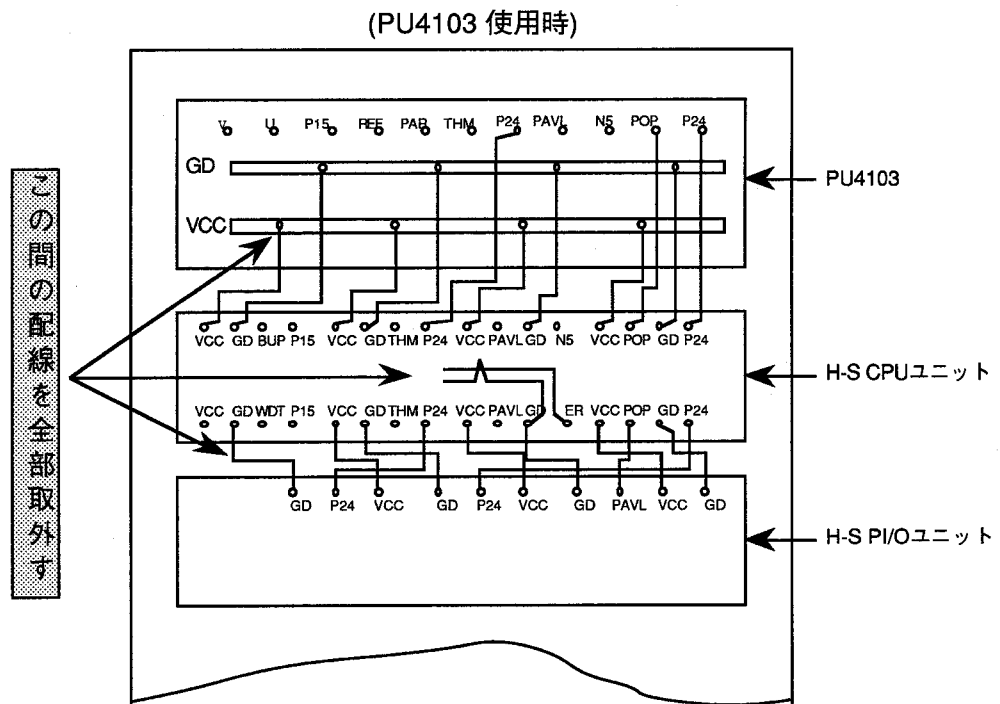 (PU4103 使用時)
V U P15 REF PAR THM P24 PAVL N5 POP P24
GD
VCC
PU4103
この間の配線を全部取外す
VCC GD BUP P15 VCC GD THM P24 VCC PAVL GD N5 VCC POP GD P24
H-S CPUユニット
VCC GD WDT P15 VCC GD THM P24 VCC PAVL GD ER VCC POP GD P24
GD P24 VCC GD P24 VCC GD PAVL VCC GD
H-S PI/Oユニット